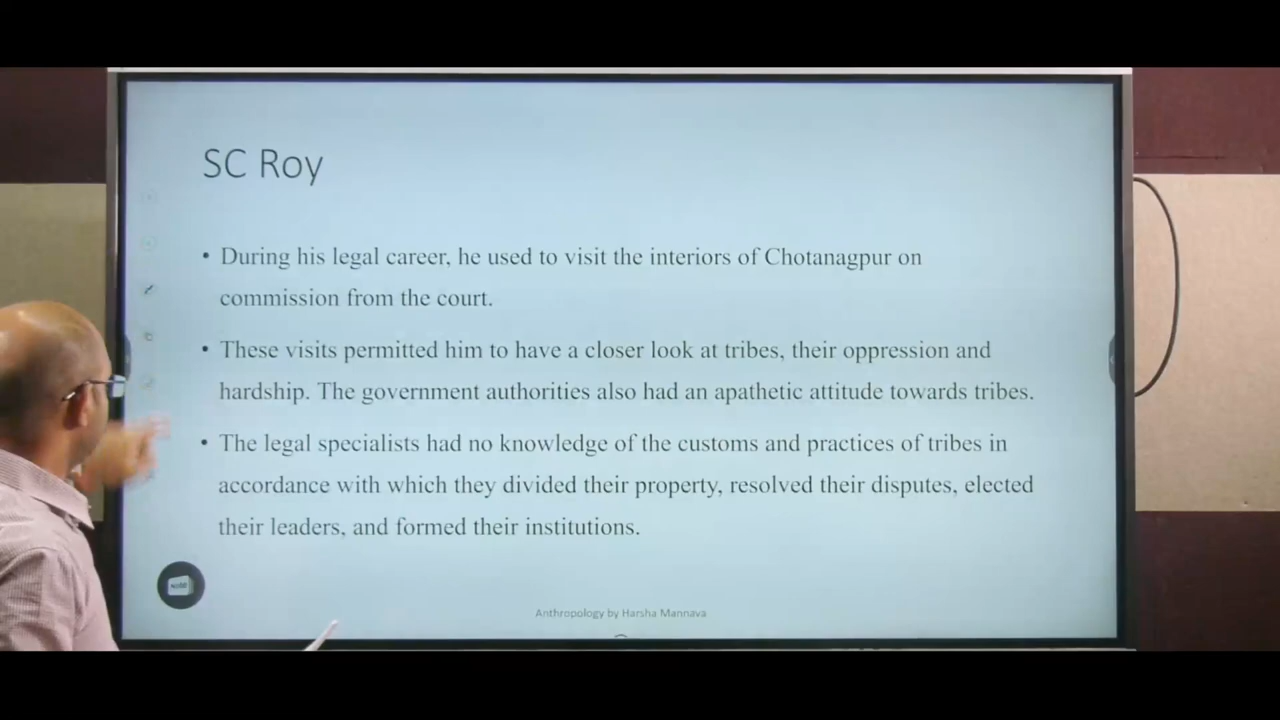 SC Roy
• During his legal career, he used to visit the interiors of Chotanagpur on
commission from the court.
• These visits permitted him to have a closer look at tribes, their oppression and
hardship. The government authorities also had an apathetic attitude towards tribes.
• The legal specialists had no knowledge of the customs and practices of tribes in
accordance with which they divided their property, resolved their disputes, elected
their leaders, and formed their institutions.
Anthropology by Harsha Mannava